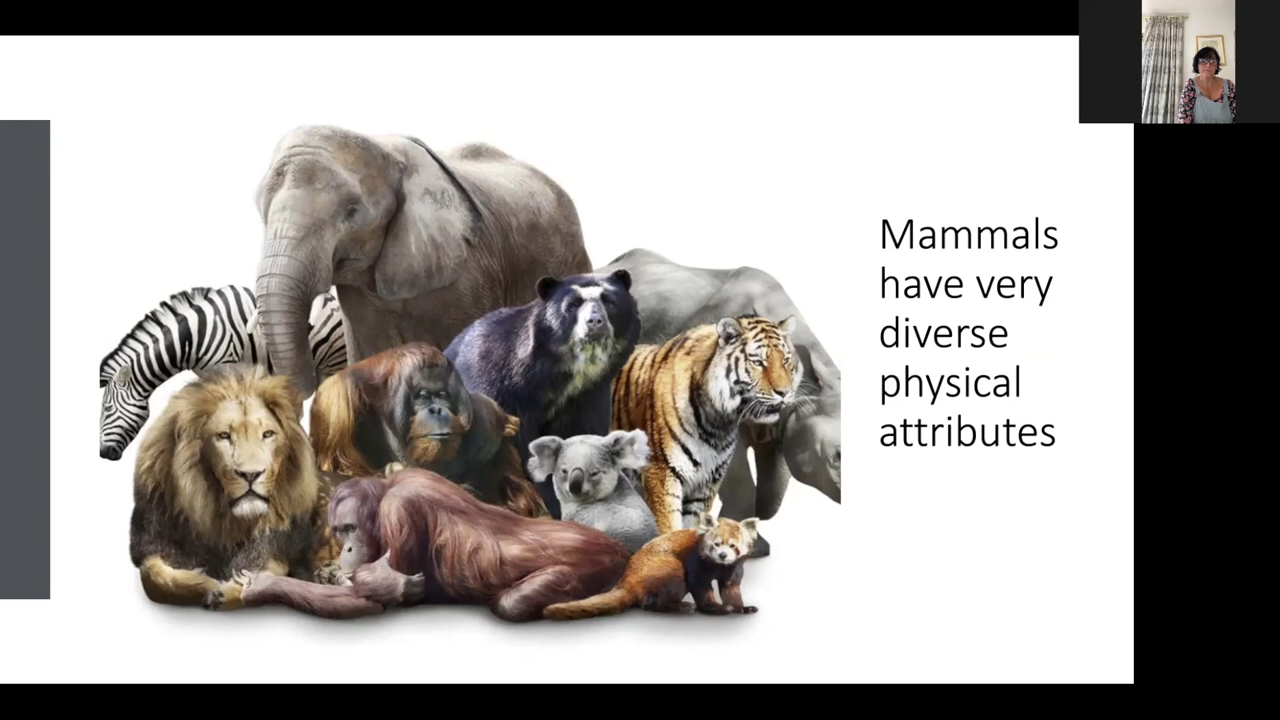 Mammals
have very
diverse
physical
attributes